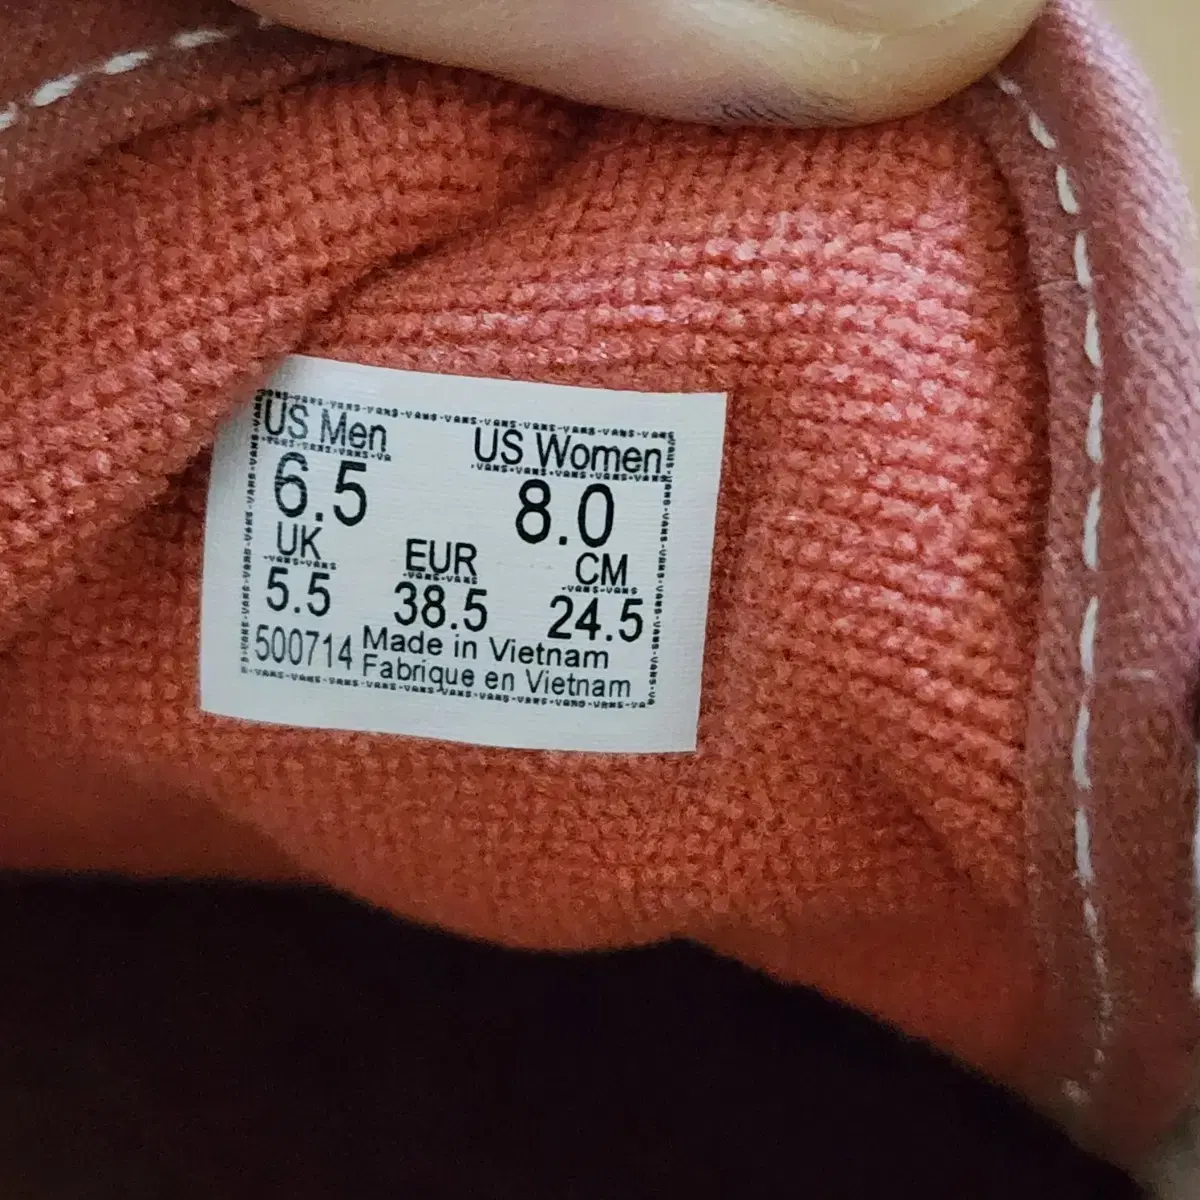 US Men US Women
6.5 8.0
UK EUR CM
5.5 38.5 24.5
500714 Made in Vietnam
Fabrique en Vietnam